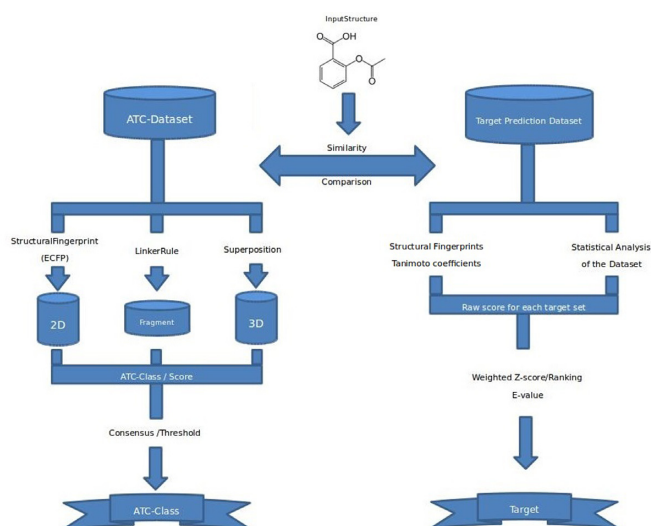 InputStructure
O
OH
O
O
ATC-Dataset
Target Prediction Dataset
Similarity
Comparison
StructuralFingerprint
(ECFP)
LinkerRule
Superposition
Structural Fingerprints
Tanimoto coefficients
Statistical Analysis
of the Dataset
2D
Fragment
3D
Raw score for each target set
ATC-Class / Score
Weighted Z-score/Ranking
E-value
Consensus /Threshold
ATC-Class
Target